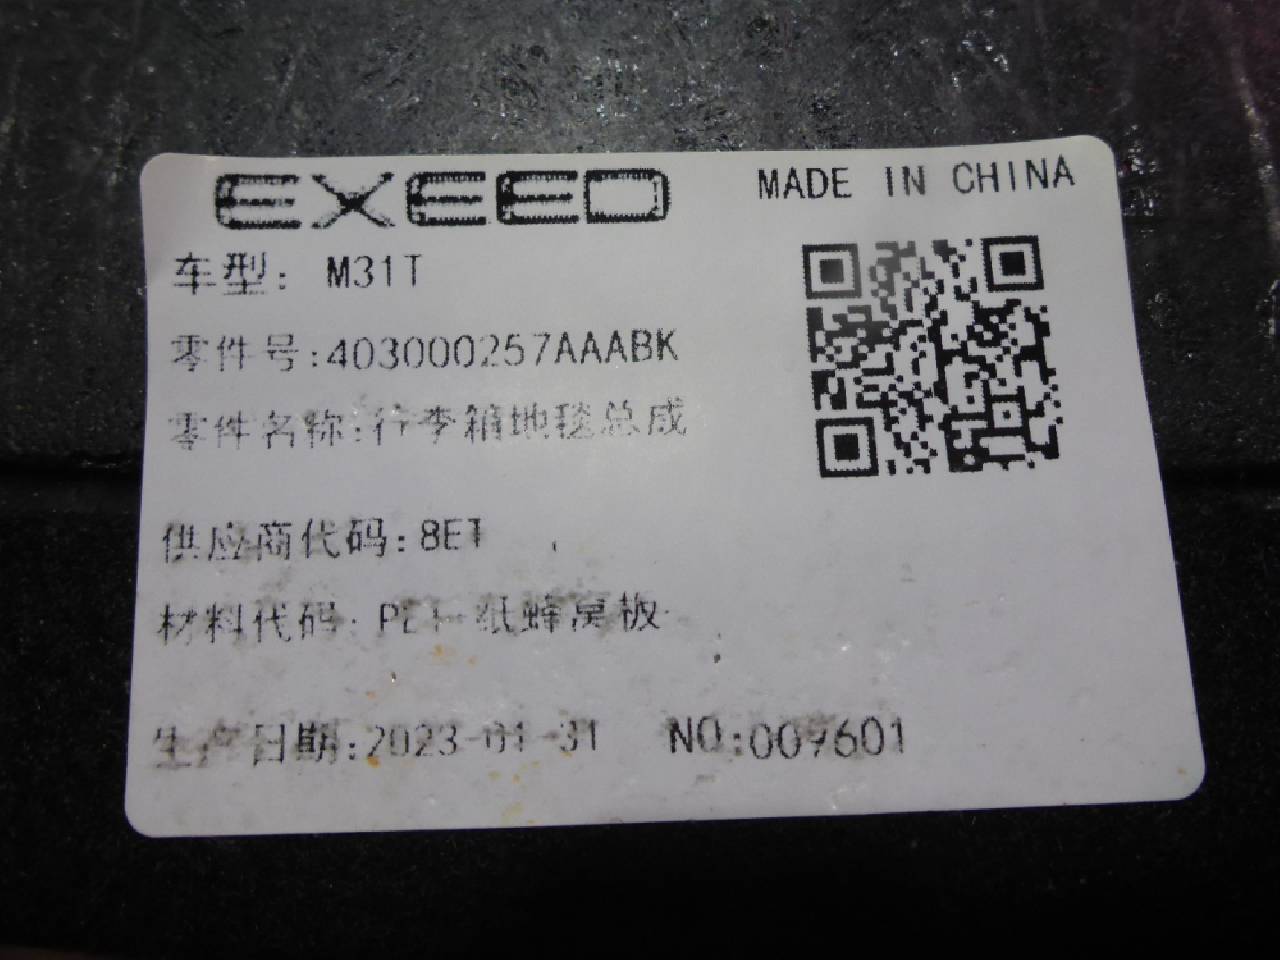 EXEED
MADE IN CHINA
车型: M31T
零件号:403000257AAABK
零件名称:行李箱地毯总成
供应商代码:8ET
材料代码: PET-纸蜂窝板
生产日期:2023-01-31 NO:009601